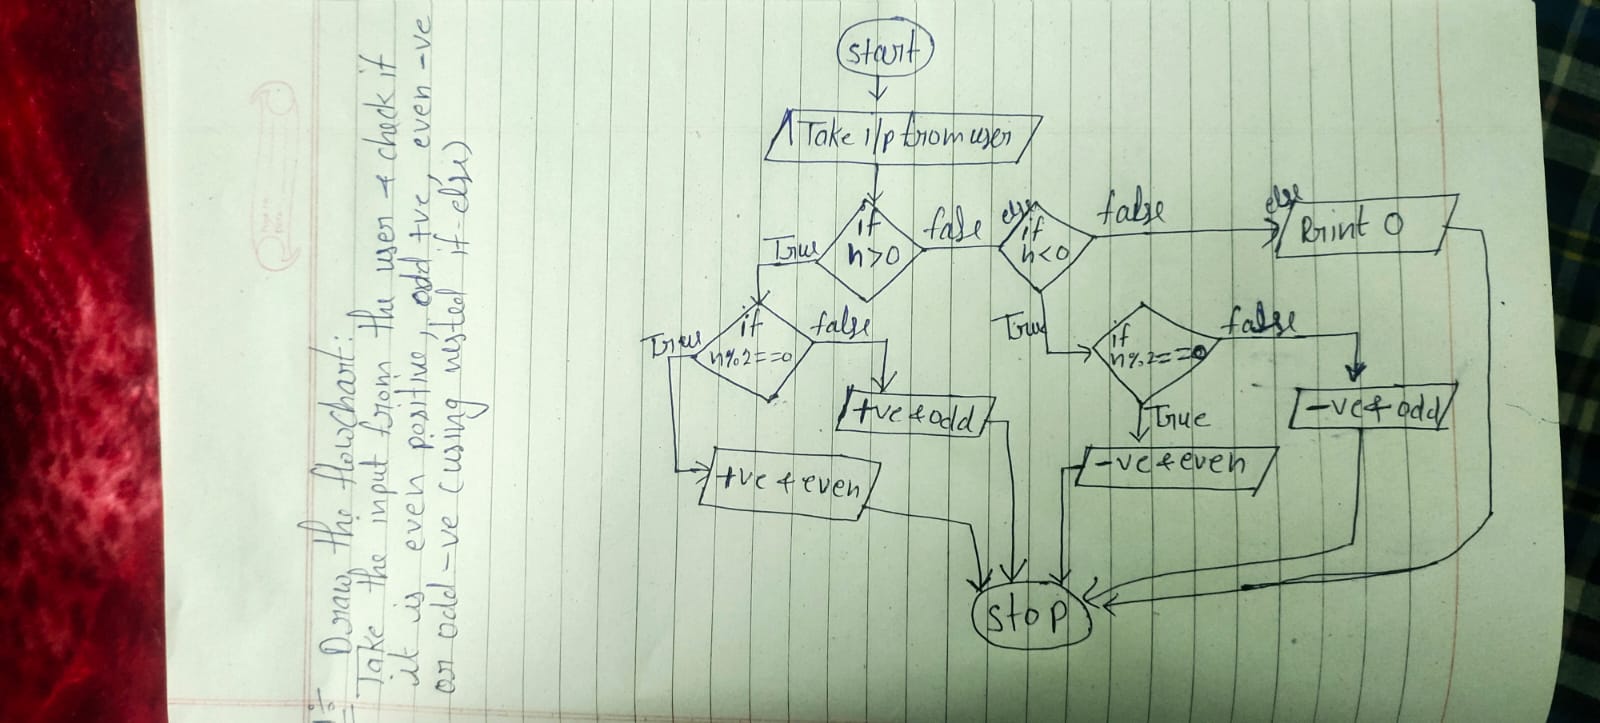 Draw the flowchart:
Take the input from the user & check if
it is even positive, odd +ve, even -ve
or odd -ve (using nested if-else)
start
Take i/p from user
if
n>0
True
false
else
if
n<0
false
else
Print 0
True
if
n%2==0
True
false
+ve & odd
+ve & even
if
n%2==0
false
True
-ve & odd
-ve & even
stop